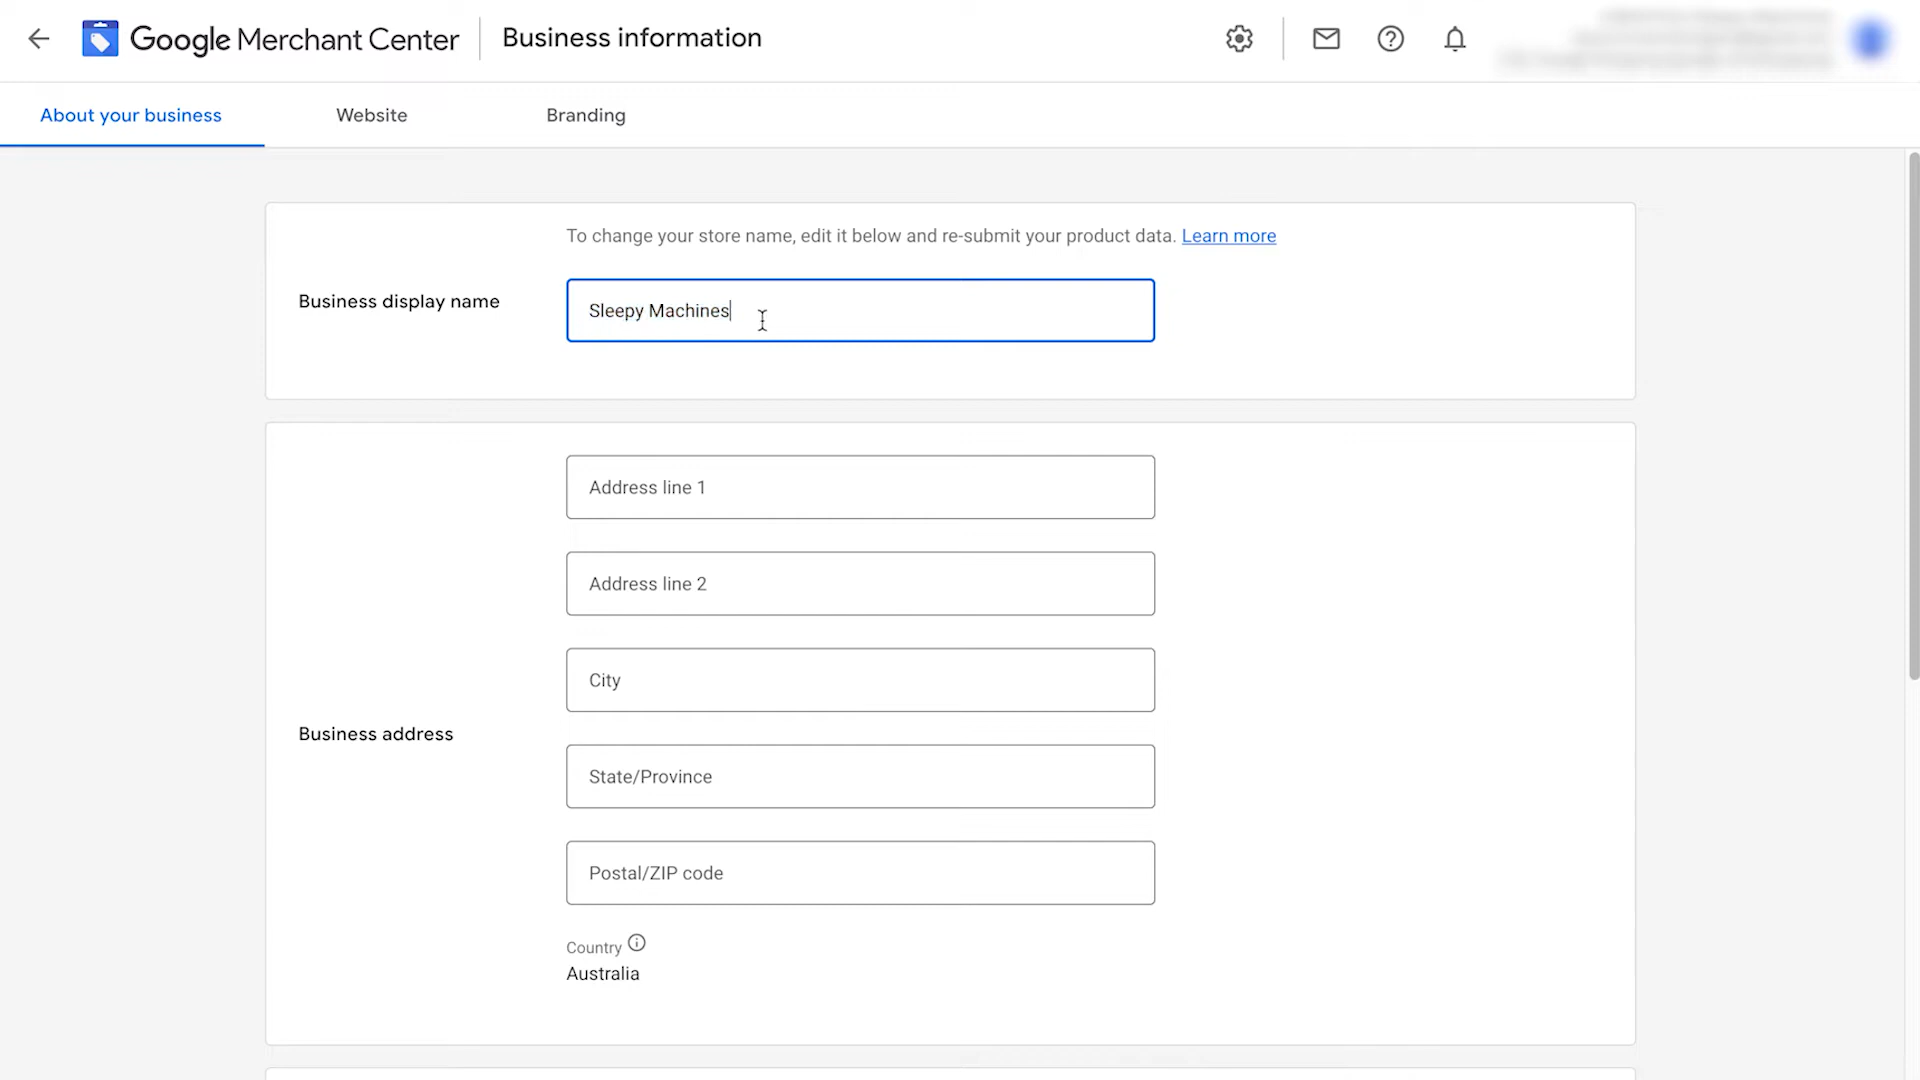 Google Merchant Center
Business information
About your business
Website
Branding
To change your store name, edit it below and re-submit your product data. Learn more
Business display name
Sleepy Machines
Address line 1
Address line 2
City
Business address
State/Province
Postal/ZIP code
Country
Australia